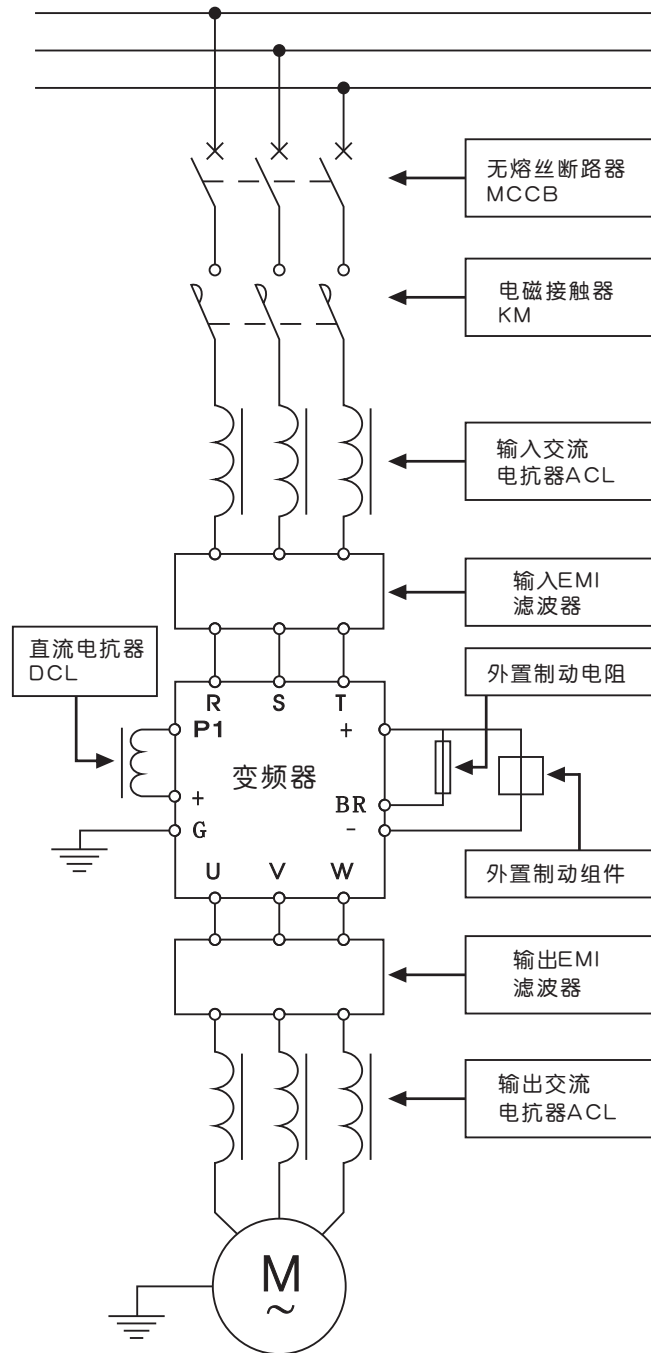 无熔丝断路器
MCCB
电磁接触器
KM
输入交流
电抗器ACL
输入EMI
滤波器
直流电抗器
DCL
外置制动电阻
R S T
P1 +
变频器
+ BR
G -
U V W
外置制动组件
输出EMI
滤波器
输出交流
电抗器ACL
M
~